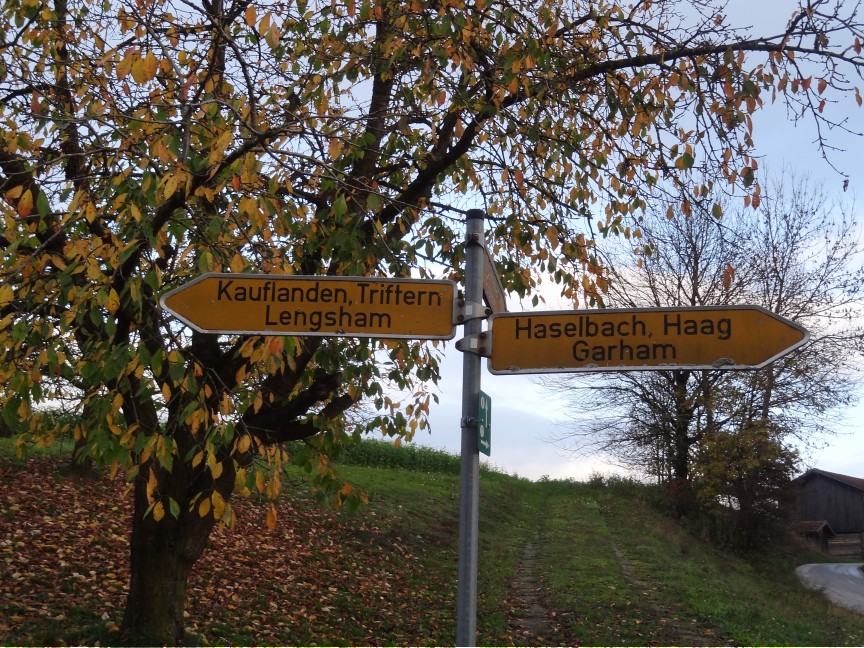 Kauflanden, Triftern
Lengsham
Haselbach, Haag
Garham